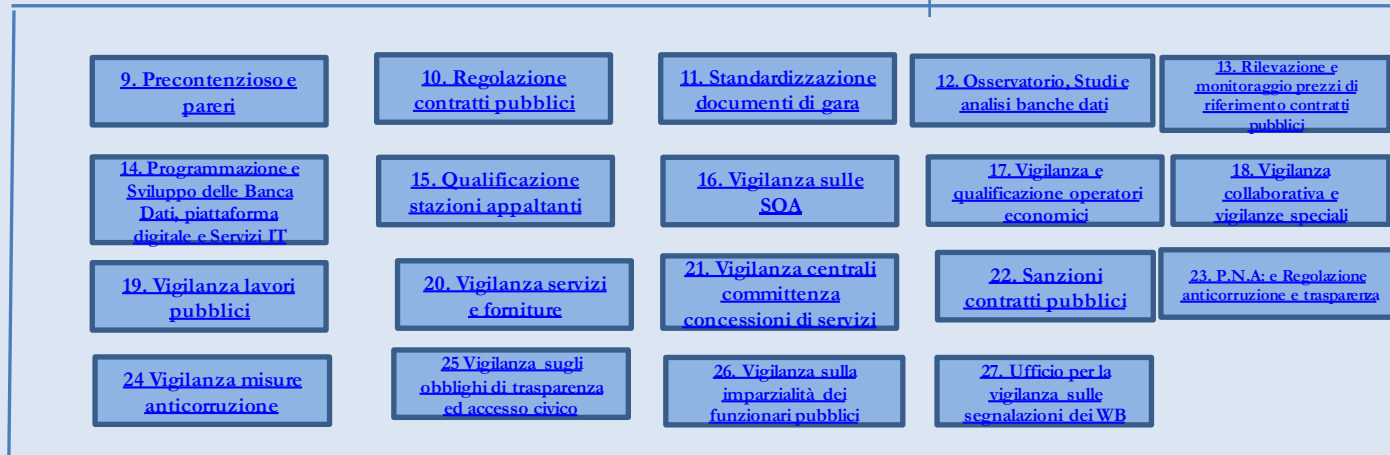 9. Precontenzioso e
pareri
10. Regolazione
contratti pubblici
11. Standardizzazione
documenti di gara
12. Osservatorio, Studi e
analisi banche dati
13. Rilevazione e
monitoraggio prezzi di
riferimento contratti
pubblici
14. Programmazione e
Sviluppo delle Banca
Dati, piattaforma
digitale e Servizi IT
15. Qualificazione
stazioni appaltanti
16. Vigilanza sulle
SOA
17. Vigilanza e
qualificazione operatori
economici
18. Vigilanza
collaborativa e
vigilanze speciali
19. Vigilanza lavori
pubblici
20. Vigilanza servizi
e forniture
21. Vigilanza centrali
committenza
concessioni di servizi
22. Sanzioni
contratti pubblici
23. P.N.A: e Regolazione
anticorruzione e trasparenza
24 Vigilanza misure
anticorruzione
25 Vigilanza sugli
obblighi di trasparenza
ed accesso civico
26. Vigilanza sulla
imparzialità dei
funzionari pubblici
27. Ufficio per la
vigilanza sulle
segnalazioni dei WB